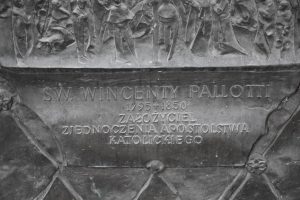 ŚW. WINCENTY PALLOTTI
1795-1850
ZAŁOŻYCIEL
ZJEDNOCZENIA APOSTOLSTWA
KATOLICKIEGO